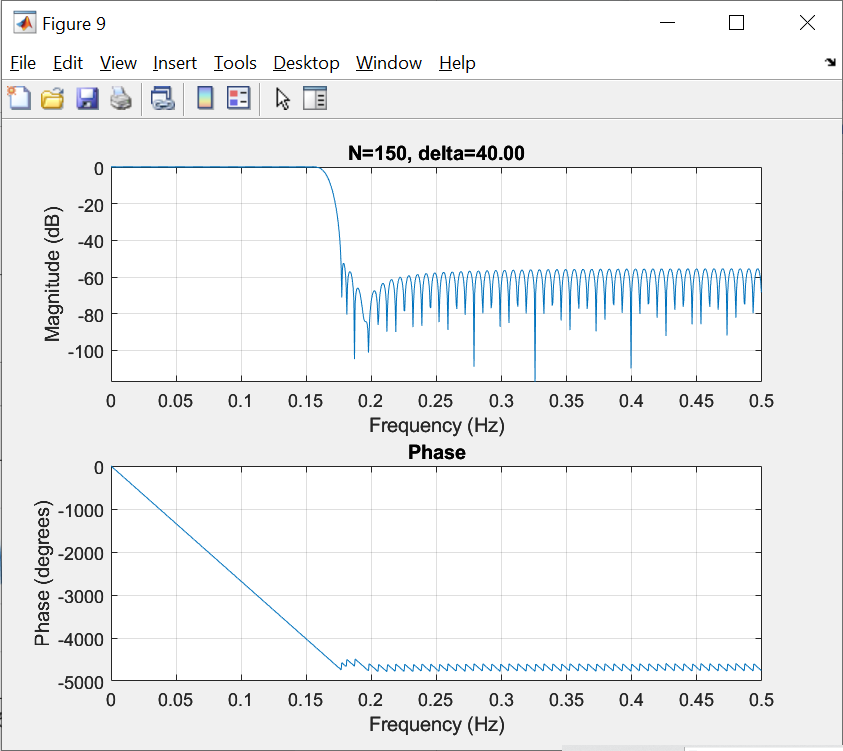 Figure 9
File Edit View Insert Tools Desktop Window Help
N=150, delta=40.00
0
-20
-40
-60
-80
-100
Magnitude (dB)
0 0.05 0.1 0.15 0.2 0.25 0.3 0.35 0.4 0.45 0.5
Frequency (Hz)
Phase
0
-1000
-2000
-3000
-4000
-5000
Phase (degrees)
0 0.05 0.1 0.15 0.2 0.25 0.3 0.35 0.4 0.45 0.5
Frequency (Hz)